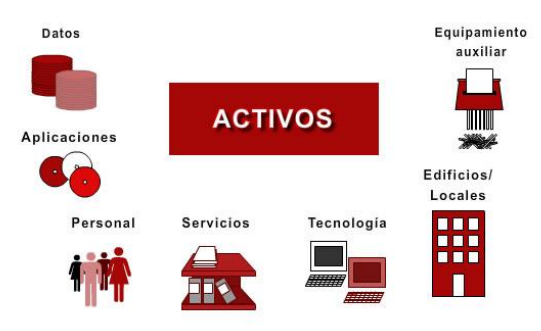 Datos
Equipamiento
auxiliar
ACTIVOS
Aplicaciones
Edificios/
Locales
Personal
Servicios
Tecnología